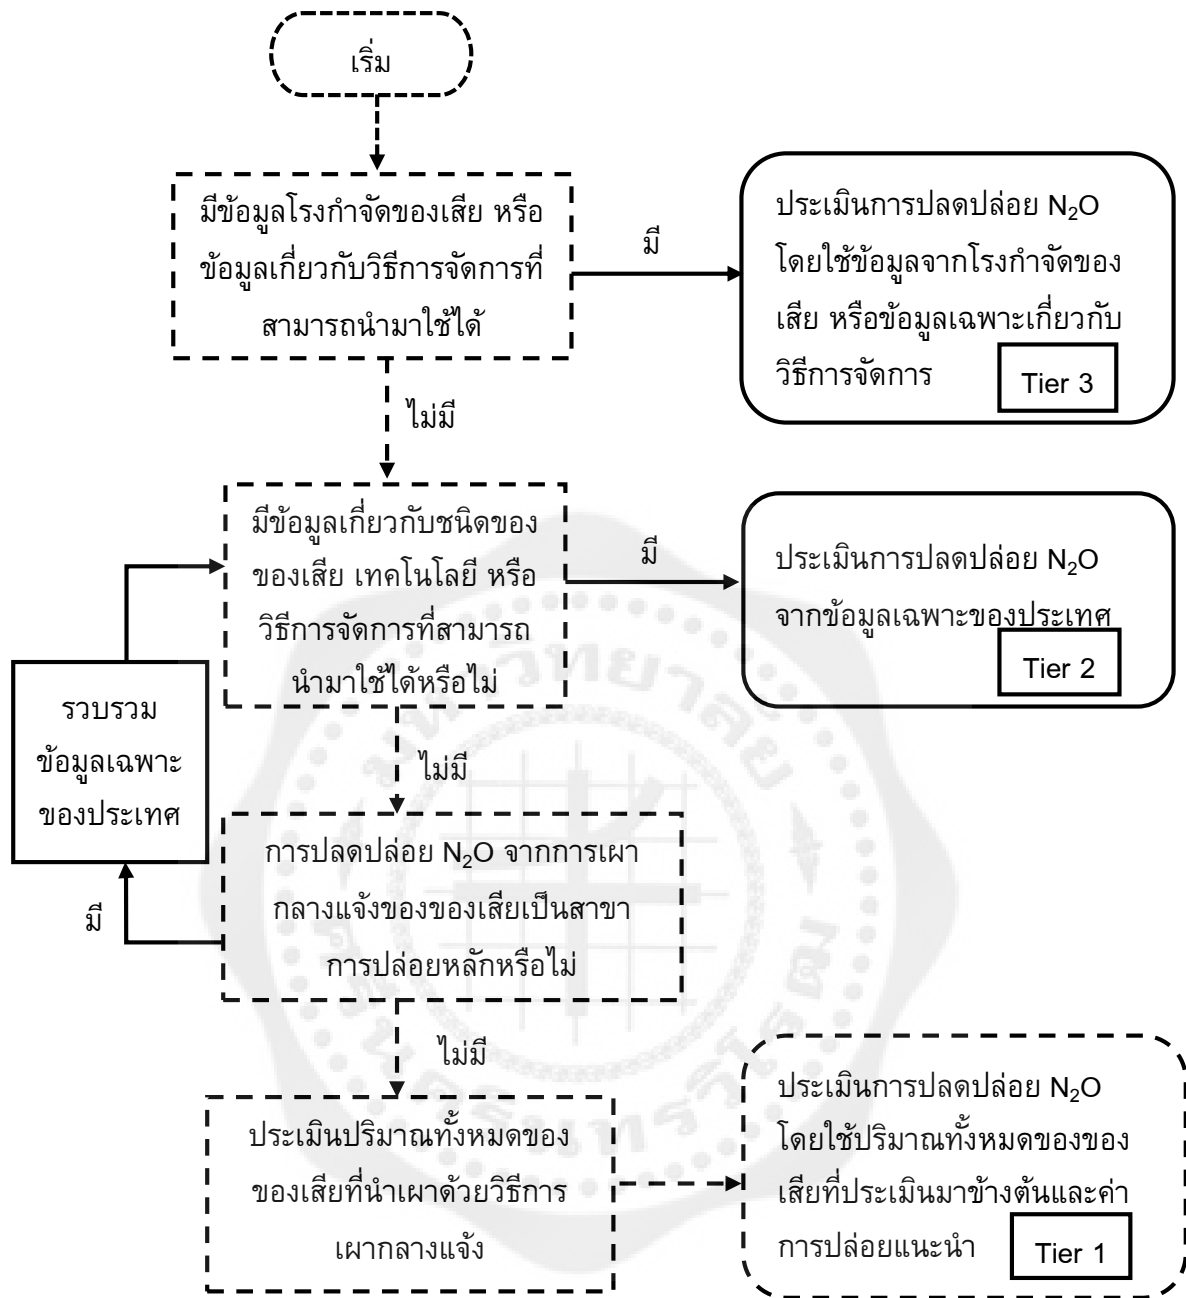 เริ่ม
มีข้อมูลโรงกำจัดของเสีย หรือ
ข้อมูลเกี่ยวกับวิธีการจัดการที่
สามารถนำมาใช้ได้
มี
ประเมินการปลดปล่อย N₂O
โดยใช้ข้อมูลจากโรงกำจัดของ
เสีย หรือข้อมูลเฉพาะเกี่ยวกับ
วิธีการจัดการ
Tier 3
ไม่มี
มีข้อมูลเกี่ยวกับชนิดของ
ของเสีย เทคโนโลยี หรือ
วิธีการจัดการที่สามารถ
นำมาใช้ได้หรือไม่
มี
ประเมินการปลดปล่อย N₂O
จากข้อมูลเฉพาะของประเทศ
Tier 2
รวบรวม
ข้อมูลเฉพาะ
ของประเทศ
ไม่มี
การปลดปล่อย N₂O จากการเผา
กลางแจ้งของของเสียเป็นสาขา
การปล่อยหลักหรือไม่
มี
ไม่มี
ประเมินปริมาณทั้งหมดของ
ของเสียที่นำเผาด้วยวิธีการ
เผากลางแจ้ง
ประเมินการปลดปล่อย N₂O
โดยใช้ปริมาณทั้งหมดของของ
เสียที่ประเมินมาข้างต้นและค่า
การปล่อยแนะนำ
Tier 1
มหาวิทยาลัย
ศรีนครินทรวิโรฒ